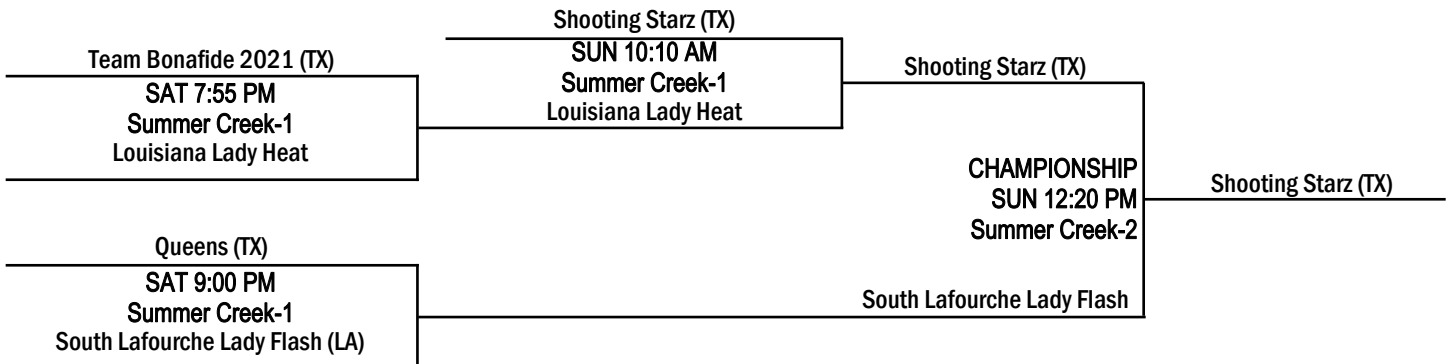 Shooting Starz (TX)
Team Bonafide 2021 (TX)
SUN 10:10 AM
Summer Creek-1
Louisiana Lady Heat
Shooting Starz (TX)
SAT 7:55 PM
Summer Creek-1
Louisiana Lady Heat
CHAMPIONSHIP
SUN 12:20 PM
Summer Creek-2
Shooting Starz (TX)
Queens (TX)
SAT 9:00 PM
Summer Creek-1
South Lafourche Lady Flash (LA)
South Lafourche Lady Flash